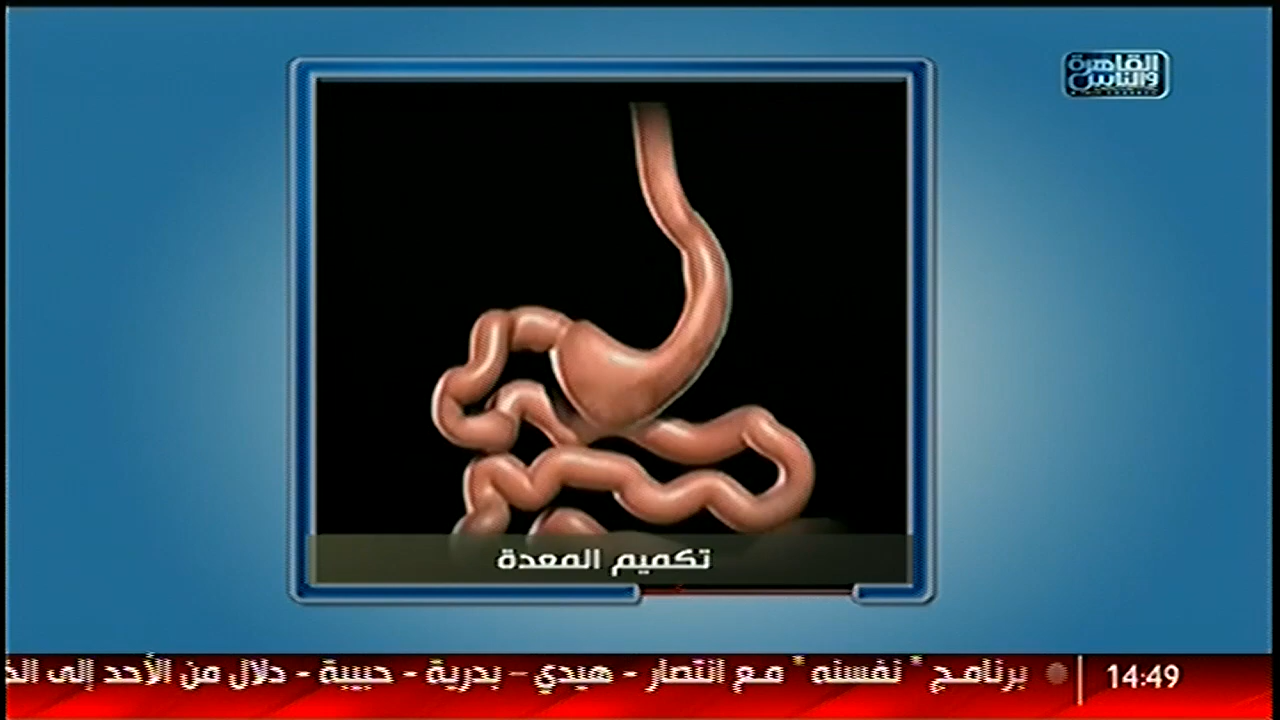 القاهرة
والناس
تكميم المعدة
برنامج " نفسنه " مع انتصار - هيدي - بدرية - حبيبة - دلال من الأحد إلى
14:49